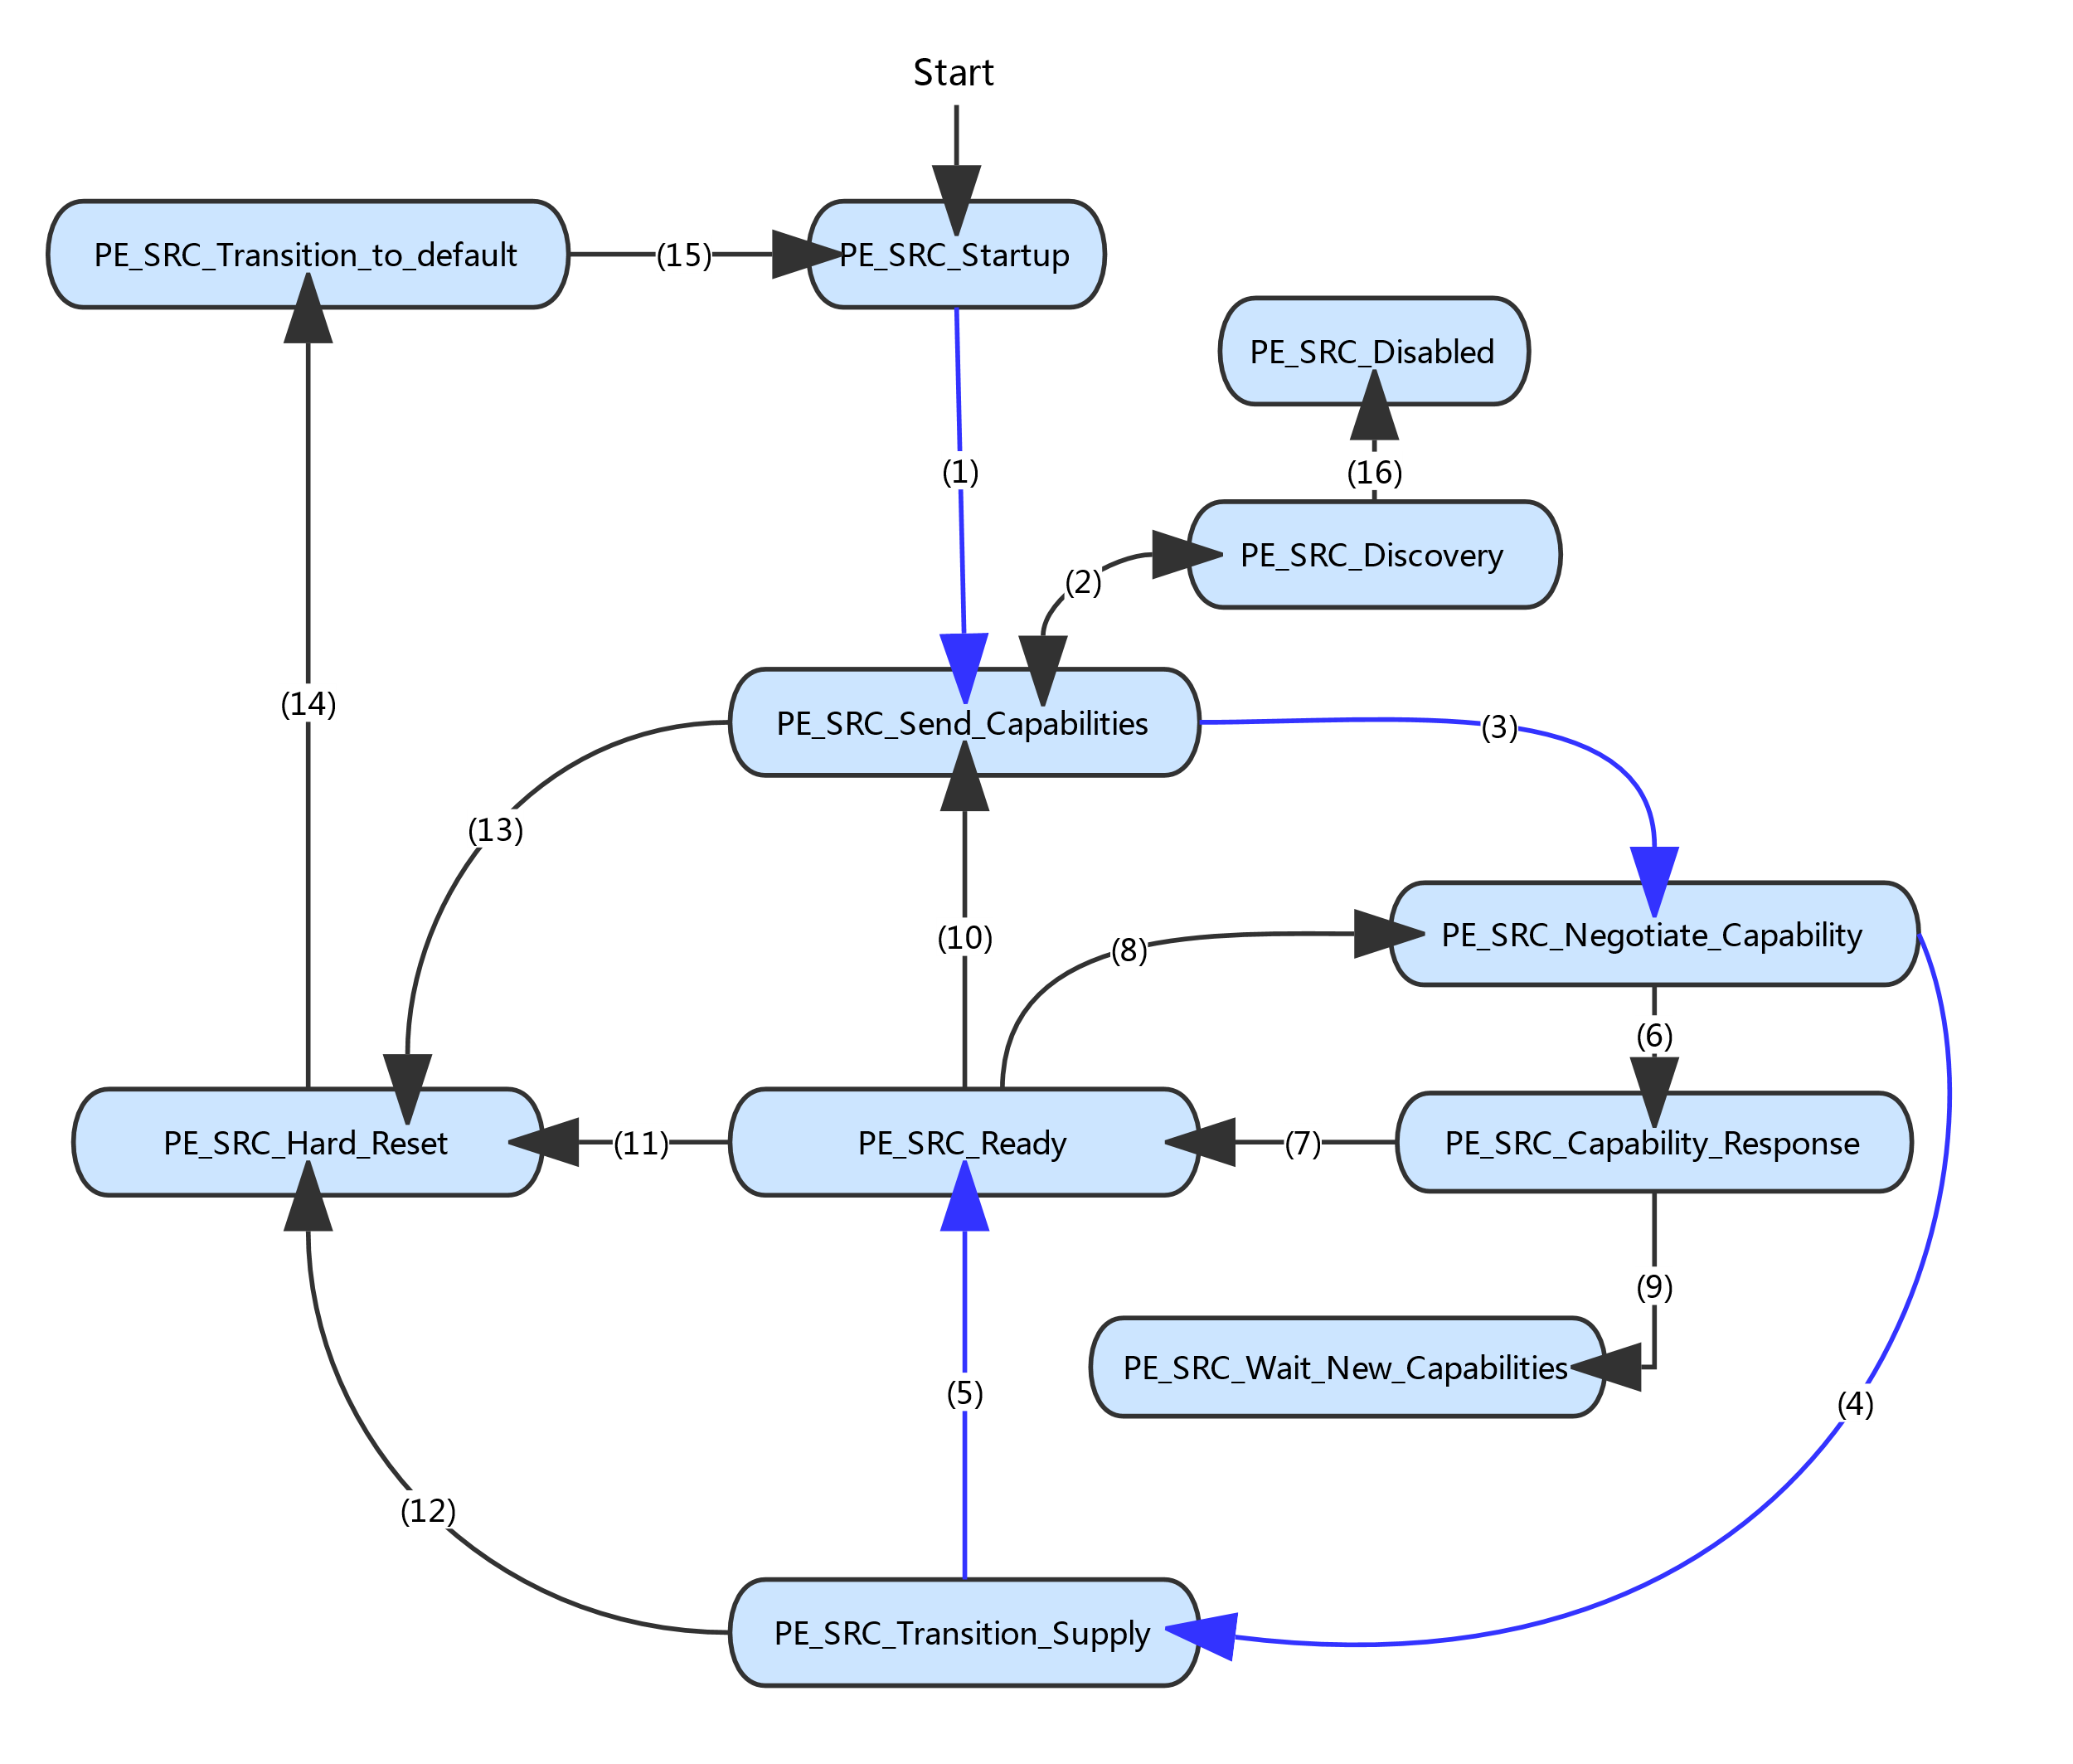 Start
PE_SRC_Transition_to_default
(15)
PE_SRC_Startup
PE_SRC_Disabled
(1)
(16)
PE_SRC_Discovery
(2)
(14)
PE_SRC_Send_Capabilities
(3)
(13)
(10)
(8)
PE_SRC_Negotiate_Capability
(6)
PE_SRC_Hard_Reset
(11)
PE_SRC_Ready
(7)
PE_SRC_Capability_Response
(9)
PE_SRC_Wait_New_Capabilities
(5)
(4)
(12)
PE_SRC_Transition_Supply